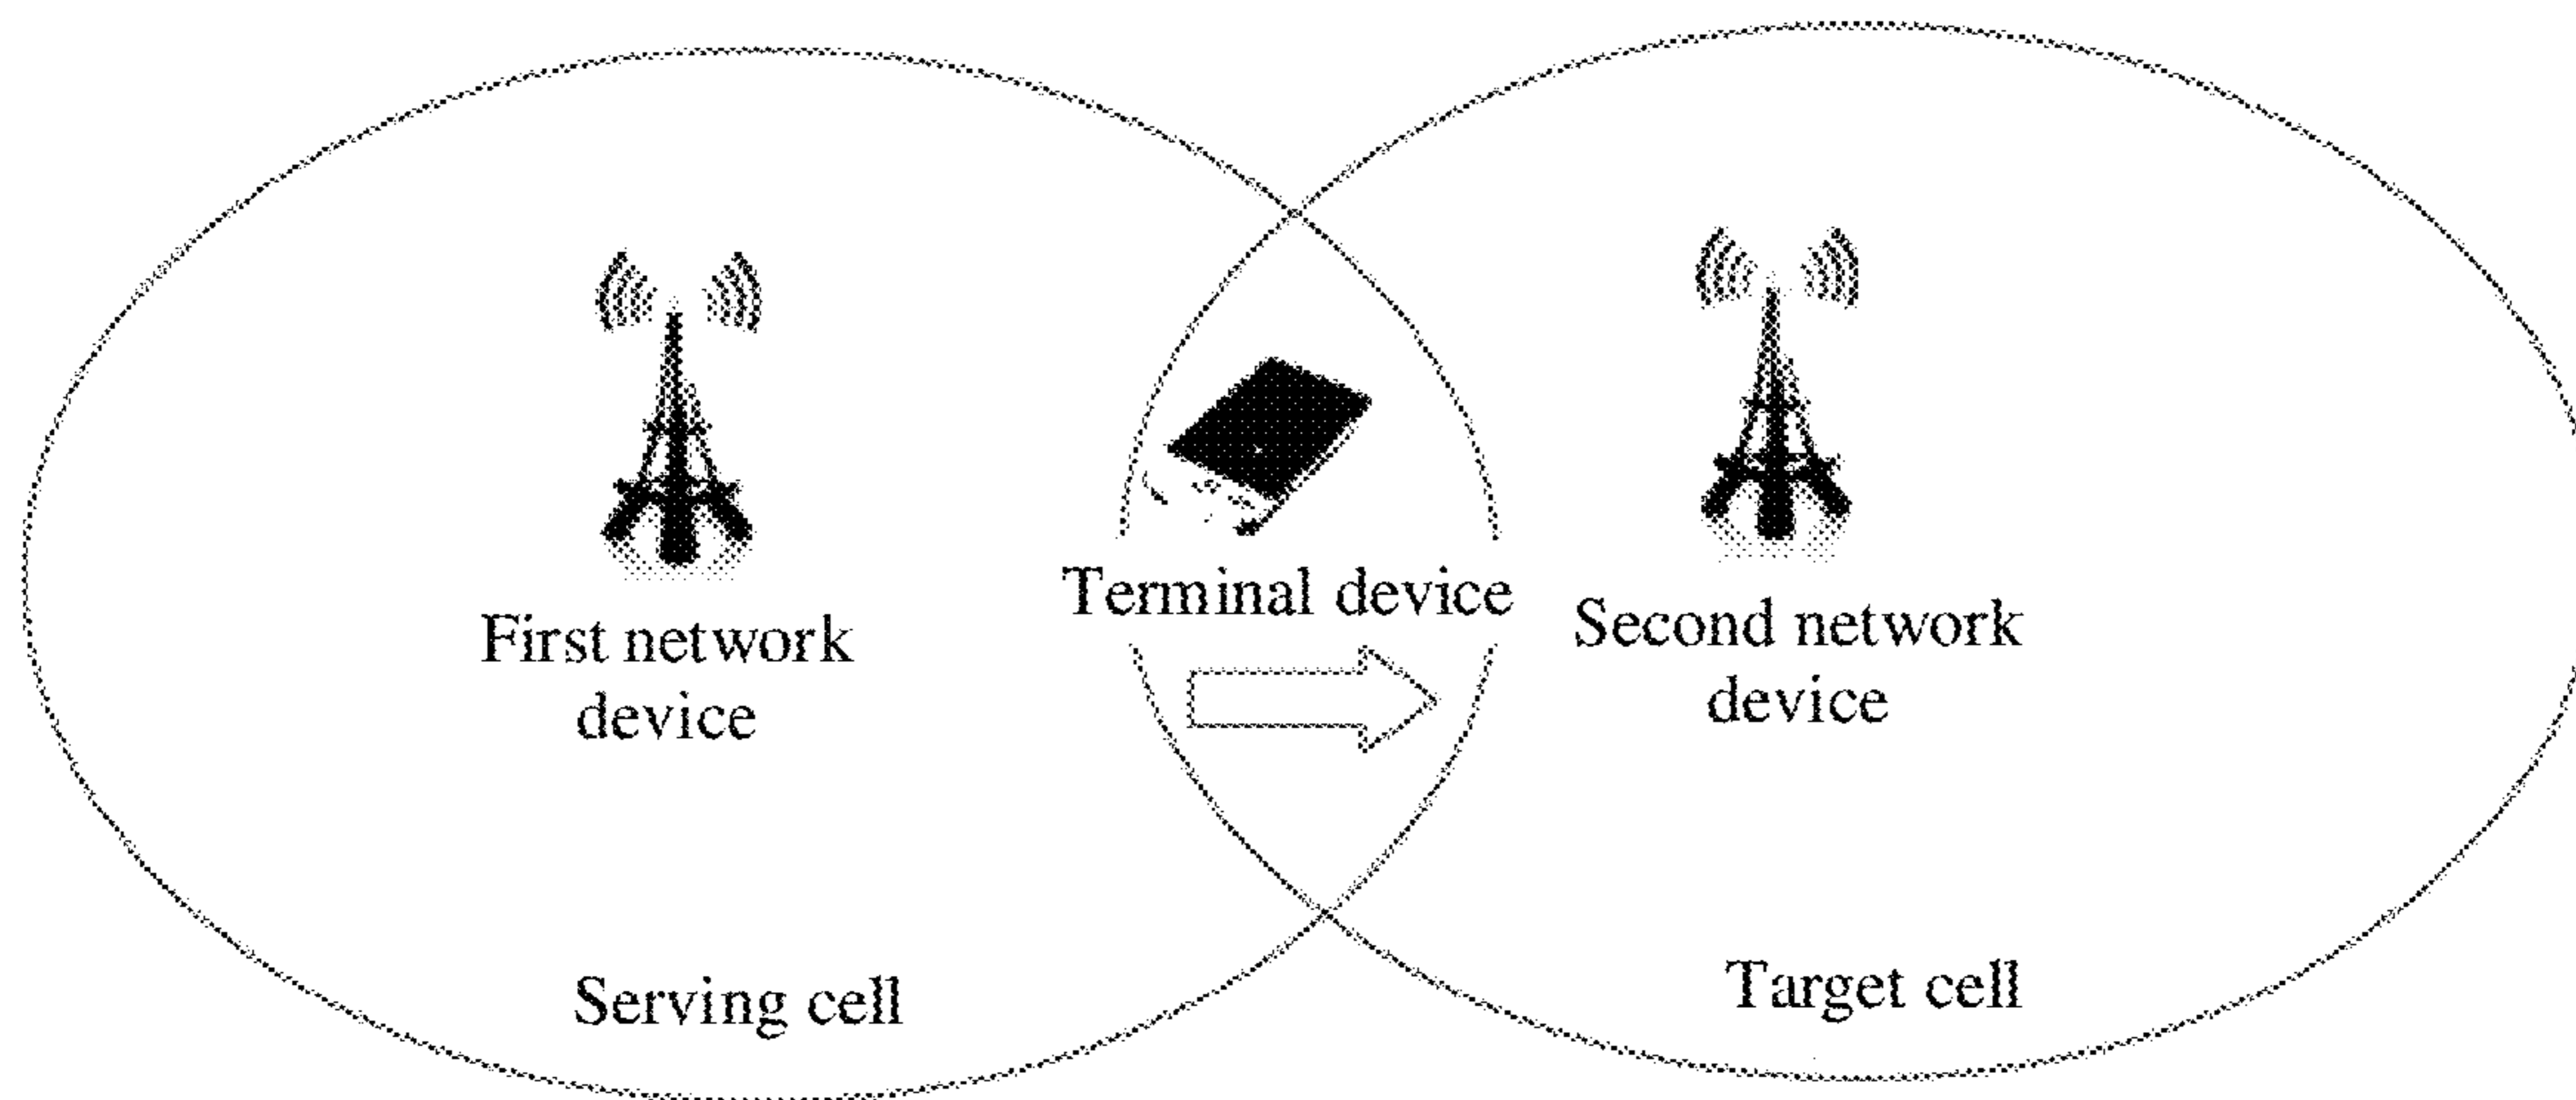 First network
device
Terminal device
Second network
device
Serving cell
Target cell